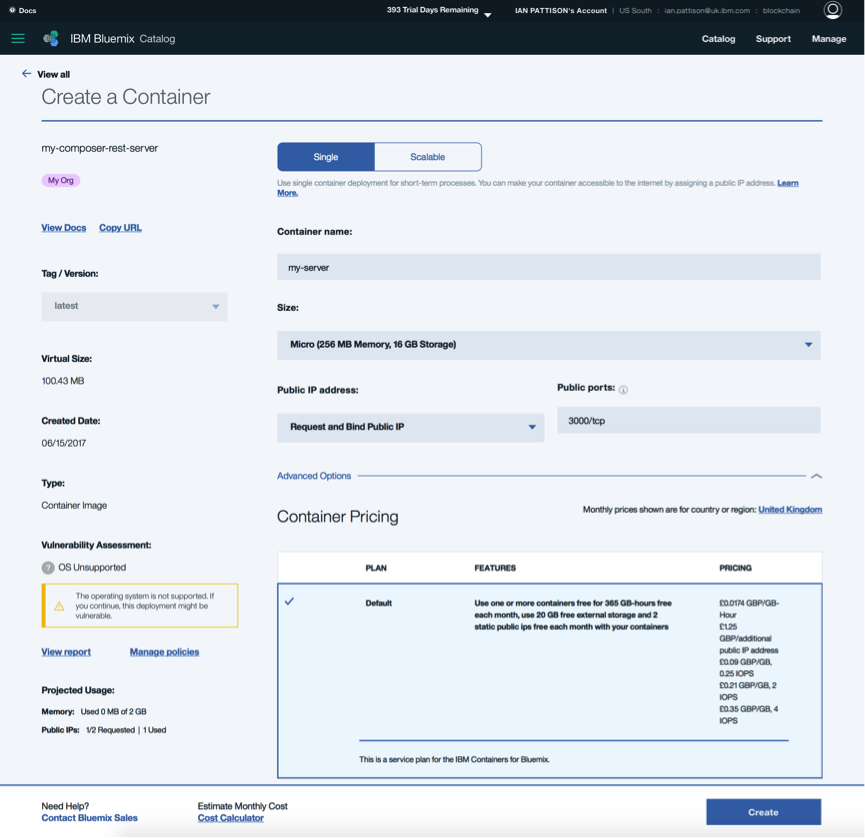 Docs
393 Trial Days Remaining
IAN PATTISON's Account | US South : ian.pattison@uk.ibm.com : blockchain
IBM Bluemix Catalog
Catalog Support Manage
View all
Create a Container
my-composer-rest-server
My Org
View Docs Copy URL
Tag / Version:
latest
Virtual Size:
100.43 MB
Created Date:
06/15/2017
Type:
Container Image
Vulnerability Assessment:
? OS Unsupported
The operating system is not supported. If
you continue, this deployment might be
vulnerable.
View report Manage policies
Projected Usage:
Memory: Used 0 MB of 2 GB
Public IPs: 1/2 Requested | 1 Used
Single Scalable
Use single container deployment for short-term processes. You can make your container accessible to the internet by assigning a public IP address. Learn
More.
Container name:
my-server
Size:
Micro (256 MB Memory, 16 GB Storage)
Public IP address:
Request and Bind Public IP
Public ports:
3000/tcp
Advanced Options
Container Pricing
Monthly prices shown are for country or region: United Kingdom
PLAN FEATURES PRICING
Default
Use one or more containers free for 365 GB-hours free
each month, use 20 GB free external storage and 2
static public ips free each month with your containers
£0.0174 GBP/GB-
Hour
£1.25
GBP/additional
public IP address
£0.09 GBP/GB,
0.25 IOPS
£0.21 GBP/GB, 2
IOPS
£0.35 GBP/GB, 4
IOPS
This is a service plan for the IBM Containers for Bluemix.
Need Help?
Contact Bluemix Sales
Estimate Monthly Cost
Cost Calculator
Create